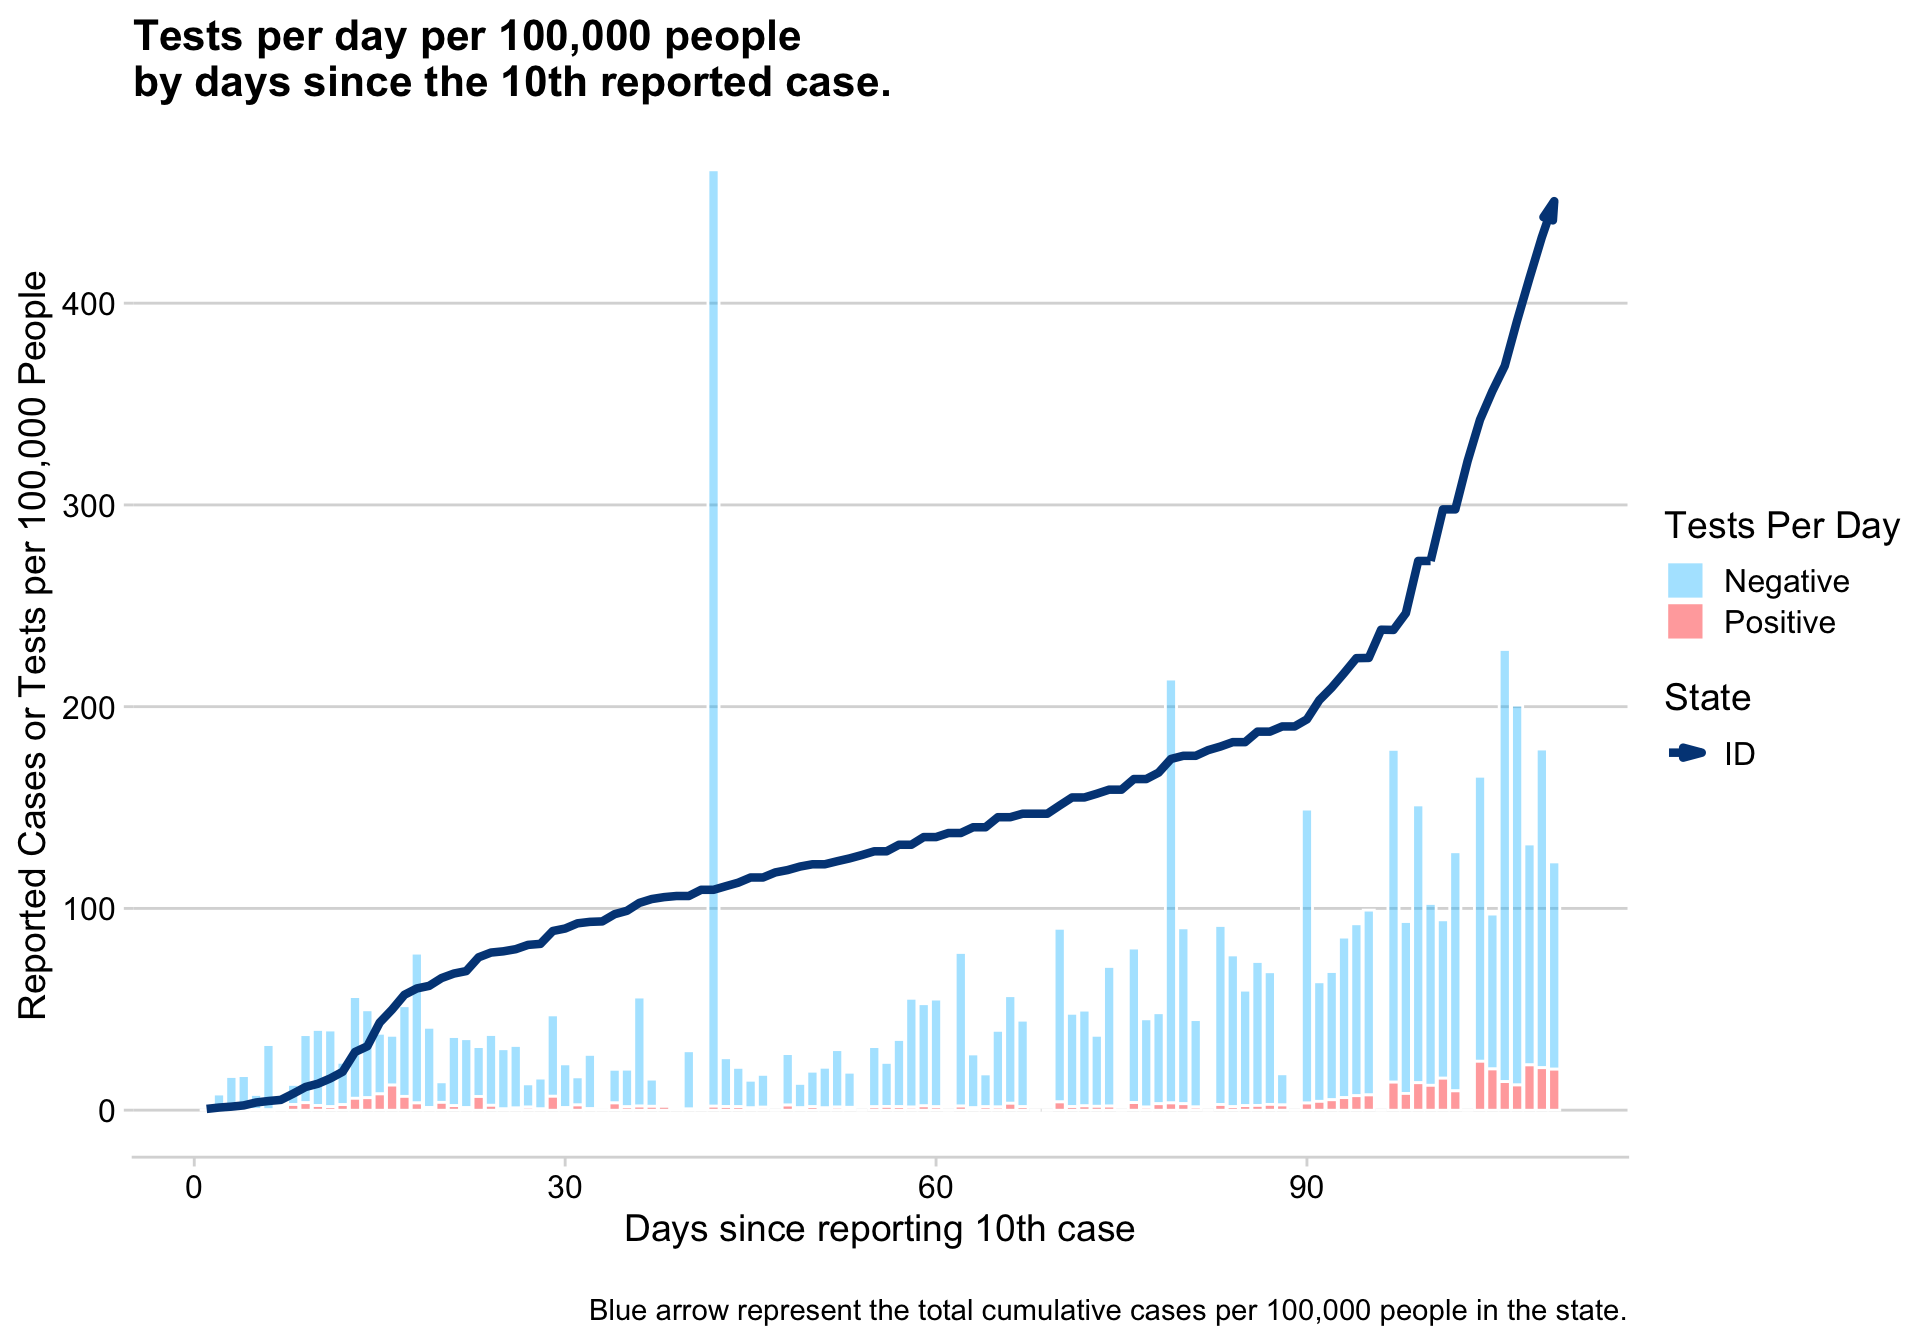 Tests per day per 100,000 people
by days since the 10th reported case.
Reported Cases or Tests per 100,000 People
400
300
200
100
0
0 30 60 90
Days since reporting 10th case
Tests Per Day
Negative
Positive
State
ID
Blue arrow represent the total cumulative cases per 100,000 people in the state.